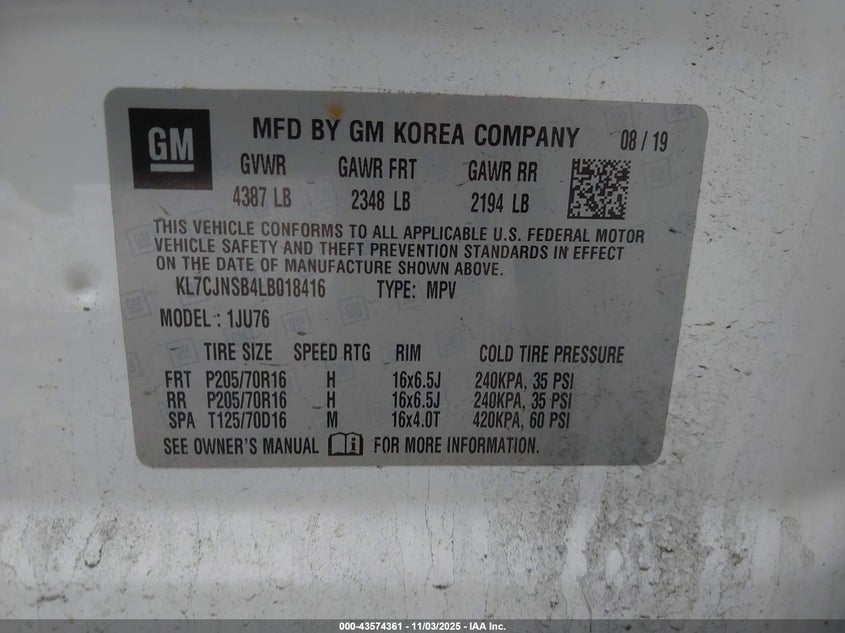 GM
MFD BY GM KOREA COMPANY 08 / 19
GVWR GAWR FRT GAWR RR
4387 LB 2348 LB 2194 LB
THIS VEHICLE CONFORMS TO ALL APPLICABLE U.S. FEDERAL MOTOR
VEHICLE SAFETY AND THEFT PREVENTION STANDARDS IN EFFECT
ON THE DATE OF MANUFACTURE SHOWN ABOVE.
KL7CJNSB4LB018416 TYPE: MPV
MODEL : 1JU76
TIRE SIZE SPEED RTG RIM COLD TIRE PRESSURE
FRT P205/70R16 H 16x6.5J 240KPA, 35 PSI
RR P205/70R16 H 16x6.5J 240KPA, 35 PSI
SPA T125/70D16 M 16x4.0T 420KPA, 60 PSI
SEE OWNER'S MANUAL i FOR MORE INFORMATION.
000-43574361 - 11/03/2025 - IAA Inc.